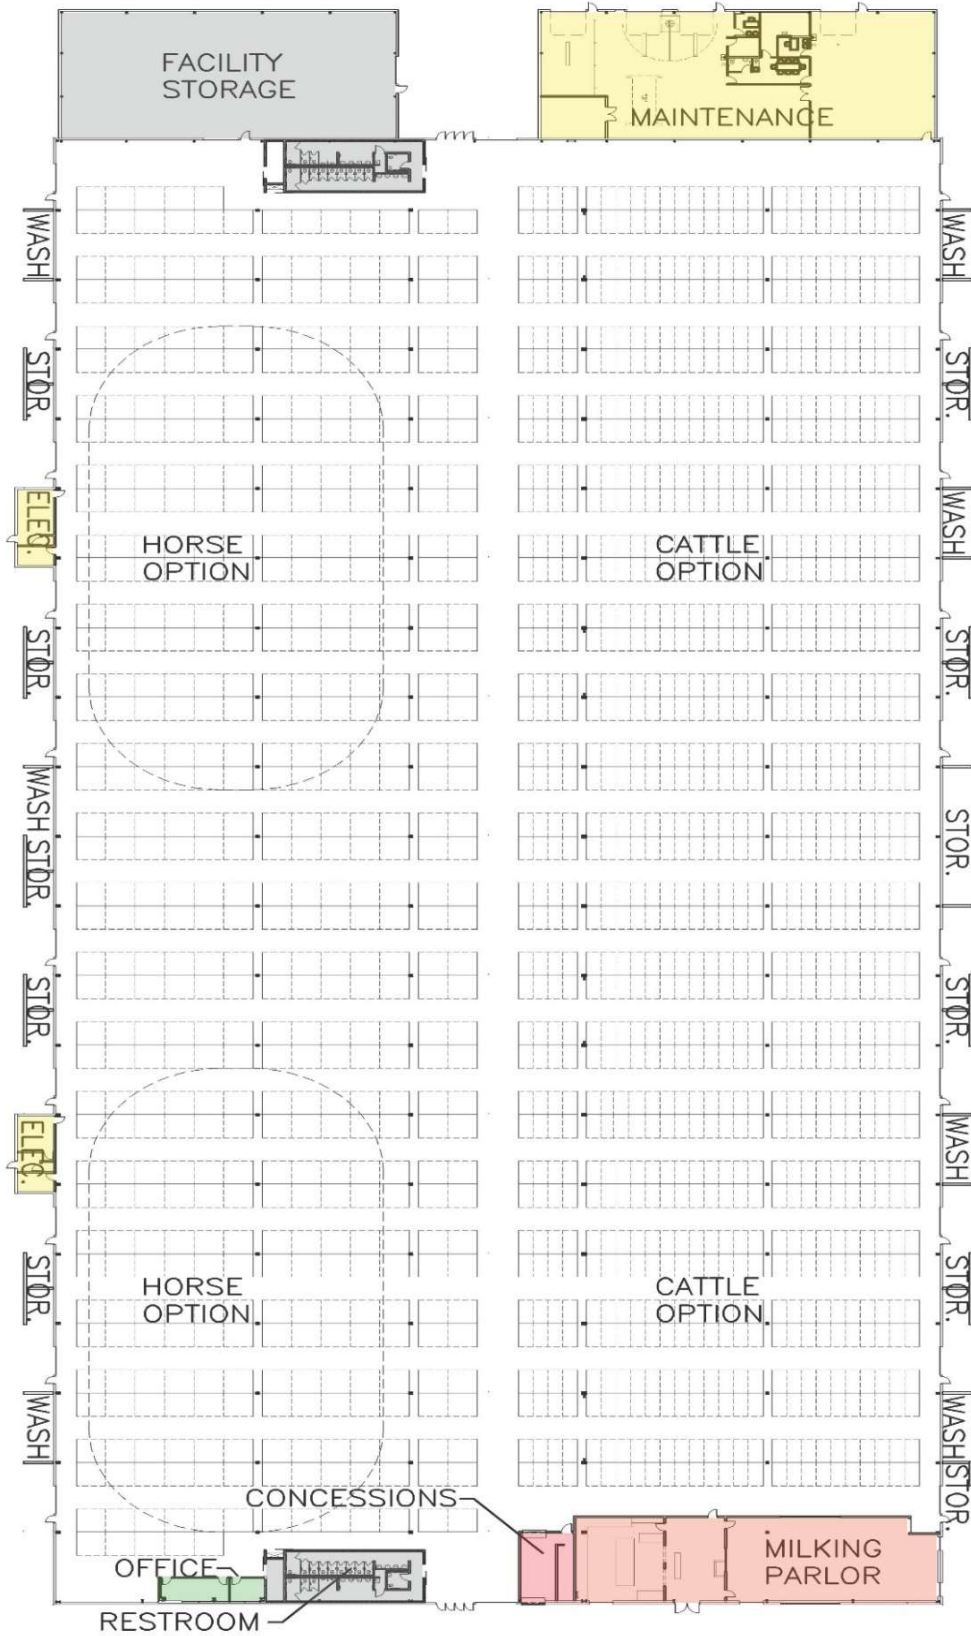 FACILITY
STORAGE
MAINTENANCE
WASH
WASH
STOR.
STOR.
ELEC.
WASH
HORSE
OPTION
CATTLE
OPTION
STOR.
STOR.
WASH
STOR.
STOR.
STOR.
STOR.
ELEC.
WASH
STOR.
STOR.
HORSE
OPTION
CATTLE
OPTION
WASH
WASH
STOR.
CONCESSIONS
MILKING
PARLOR
OFFICE
RESTROOM